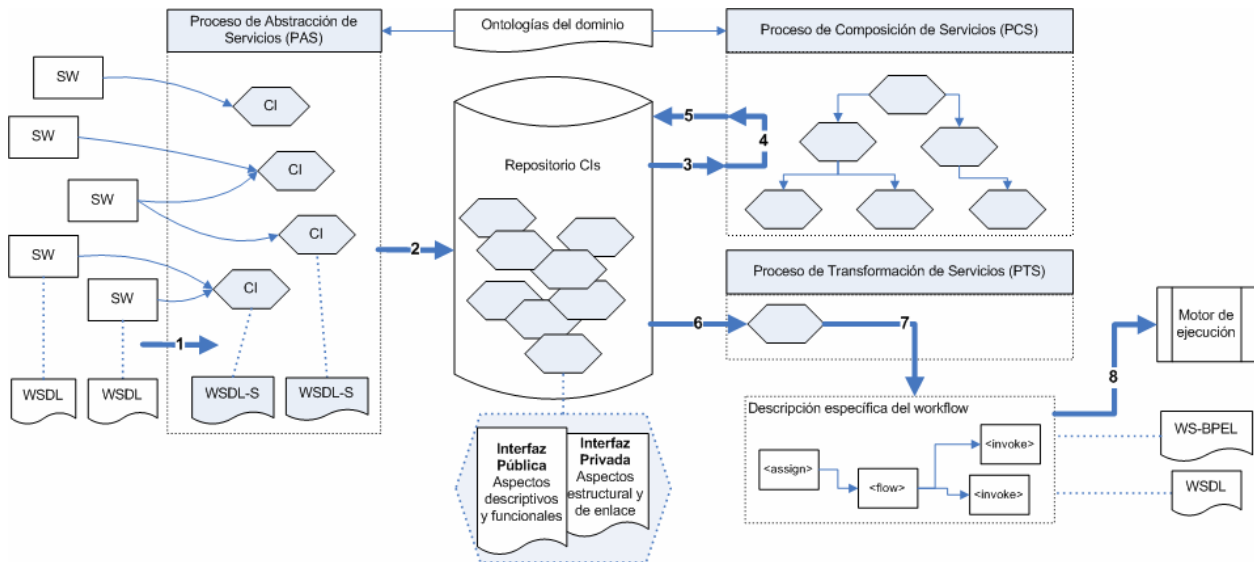 Proceso de Abstracción de
Servicios (PAS)
Ontologías del dominio
Proceso de Composición de Servicios (PCS)
SW
CI
SW
CI
SW
CI
SW
CI
SW
1
WSDL
WSDL
WSDL-S
WSDL-S
2
Repositorio CIs
5
4
3
Proceso de Transformación de Servicios (PTS)
6
7
8
Motor de
ejecución
Interfaz
Pública
Aspectos
descriptivos
y funcionales
Interfaz
Privada
Aspectos
estructural y
de enlace
Descripción específica del workflow
<assign>
<flow>
<invoke>
<invoke>
WS-BPEL
WSDL